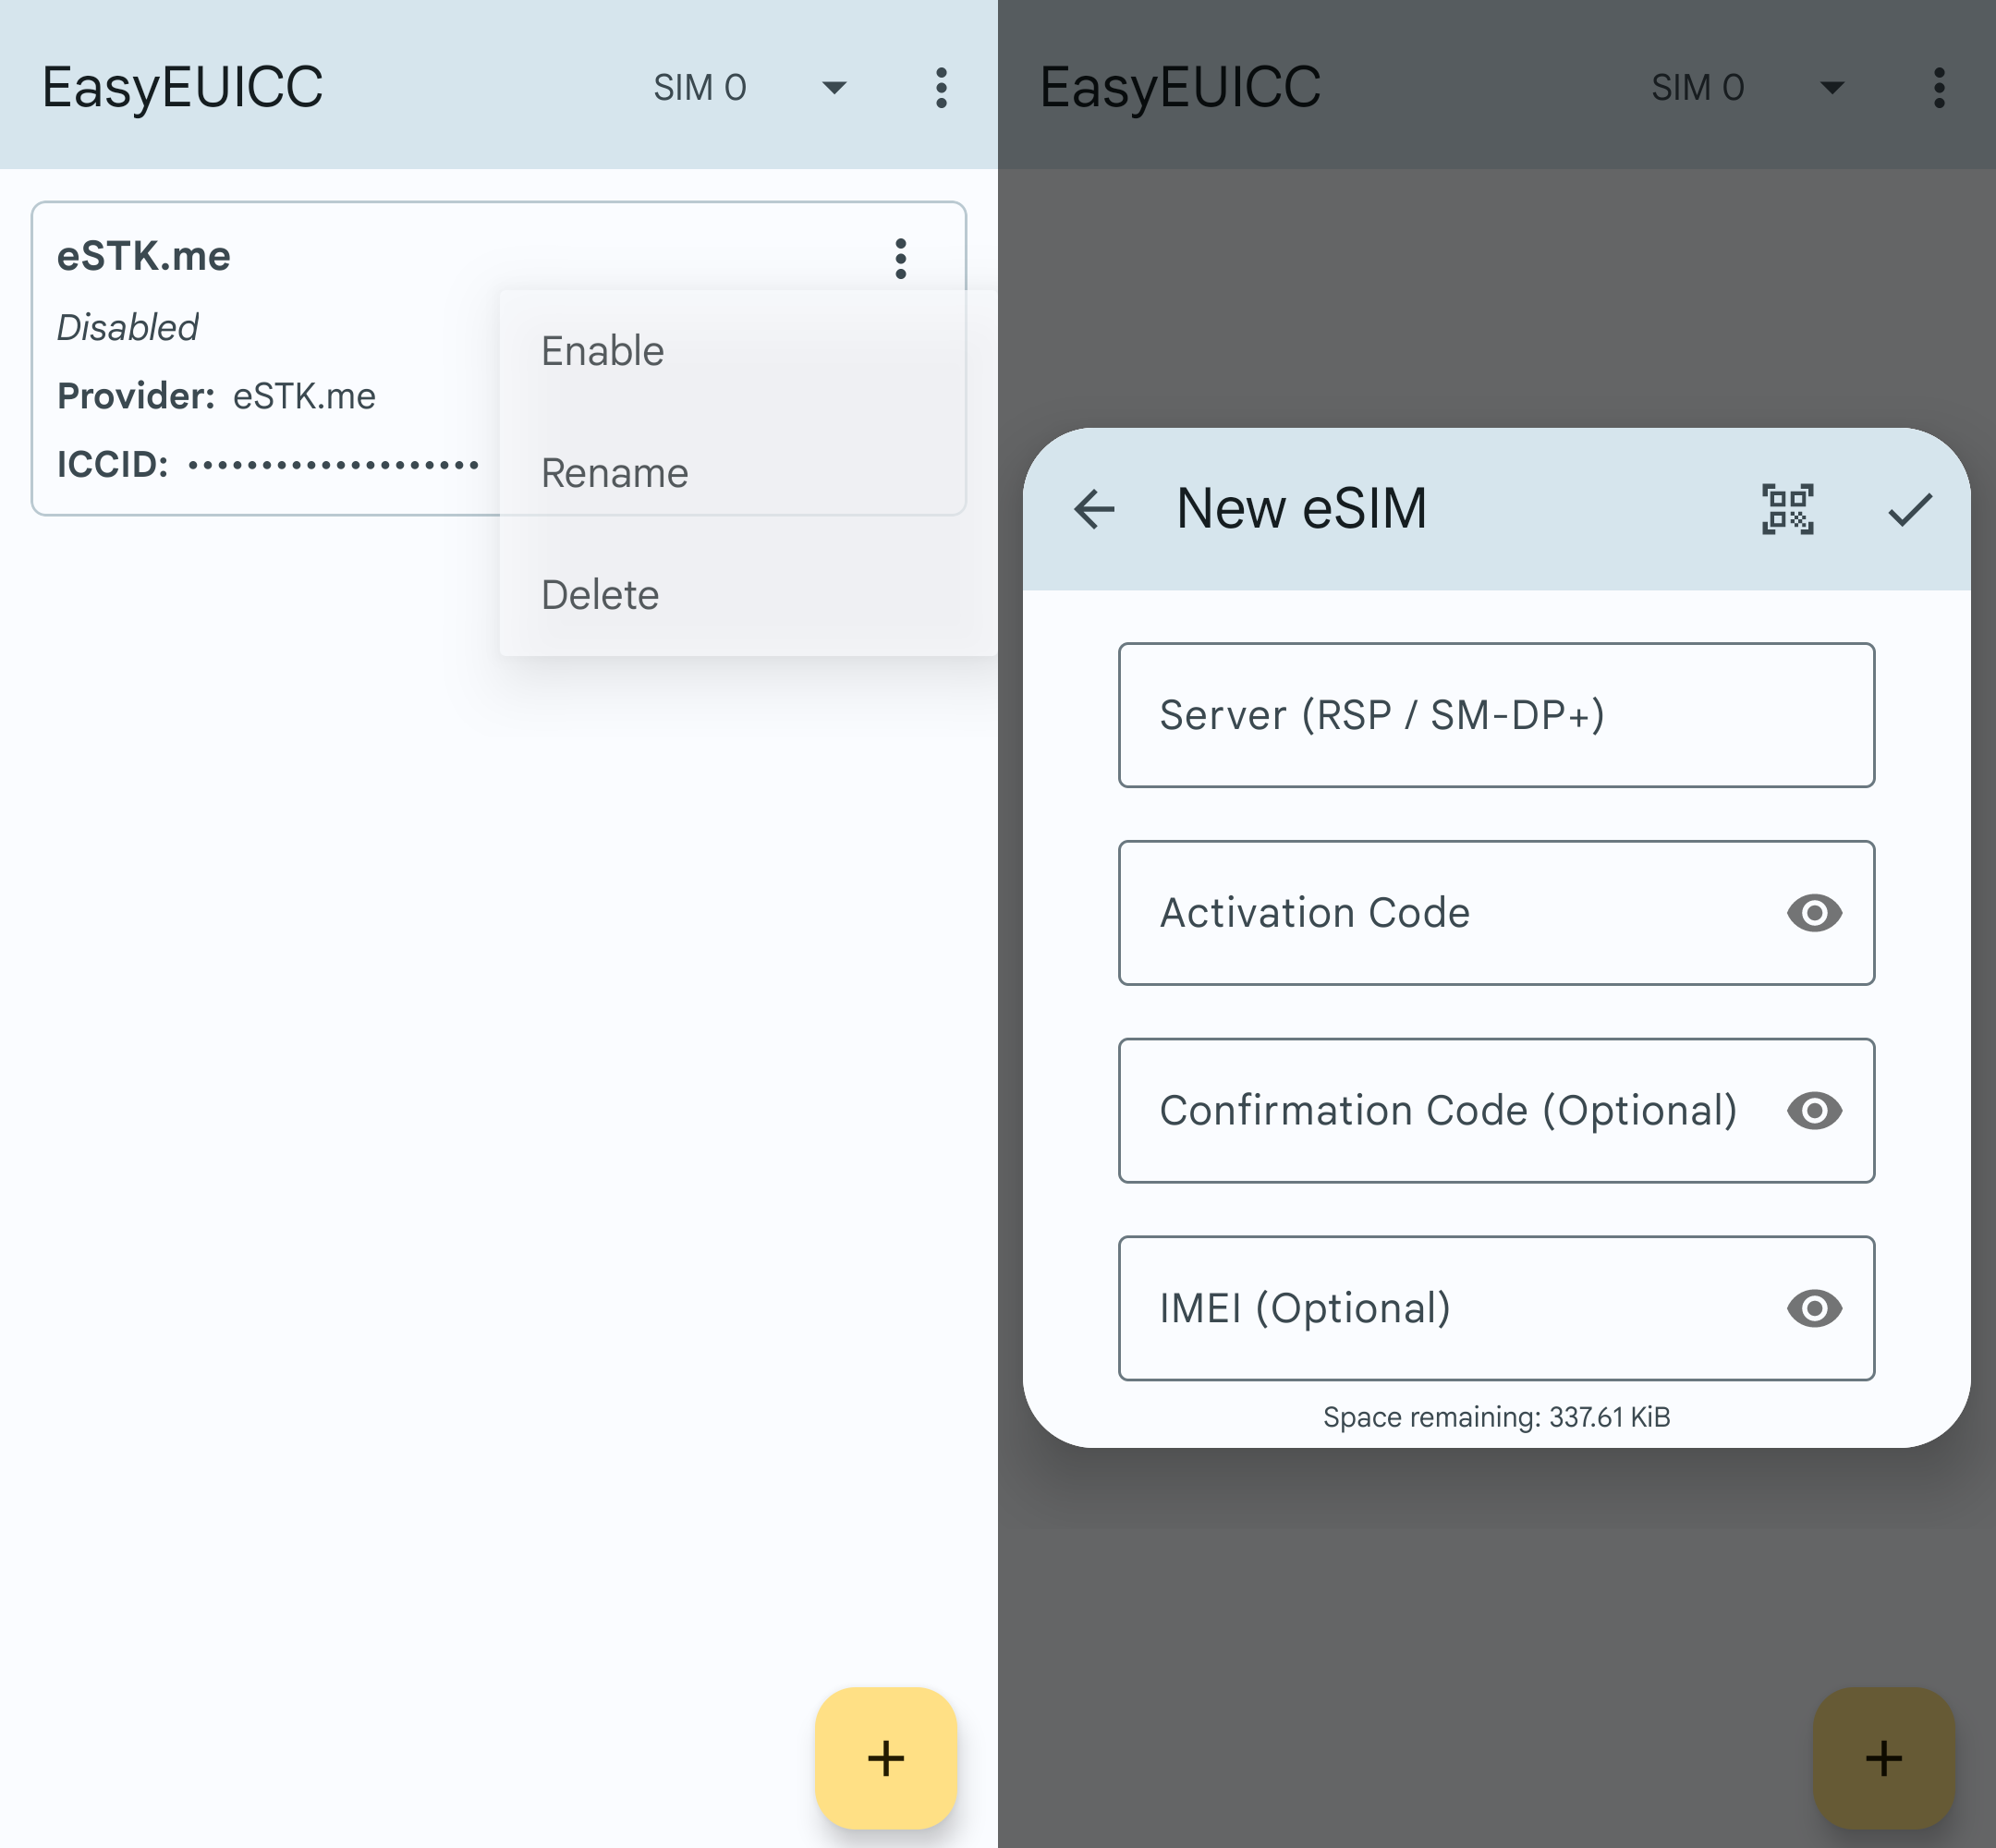 EasyEUICC SIM 0
eSTK.me
Disabled
Provider: eSTK.me
ICCID: ••••••••••••••••••••
Enable
Rename
Delete
+
EasyEUICC SIM 0
New eSIM
Server (RSP / SM-DP+)
Activation Code
Confirmation Code (Optional)
IMEI (Optional)
Space remaining: 337.61 KiB
+